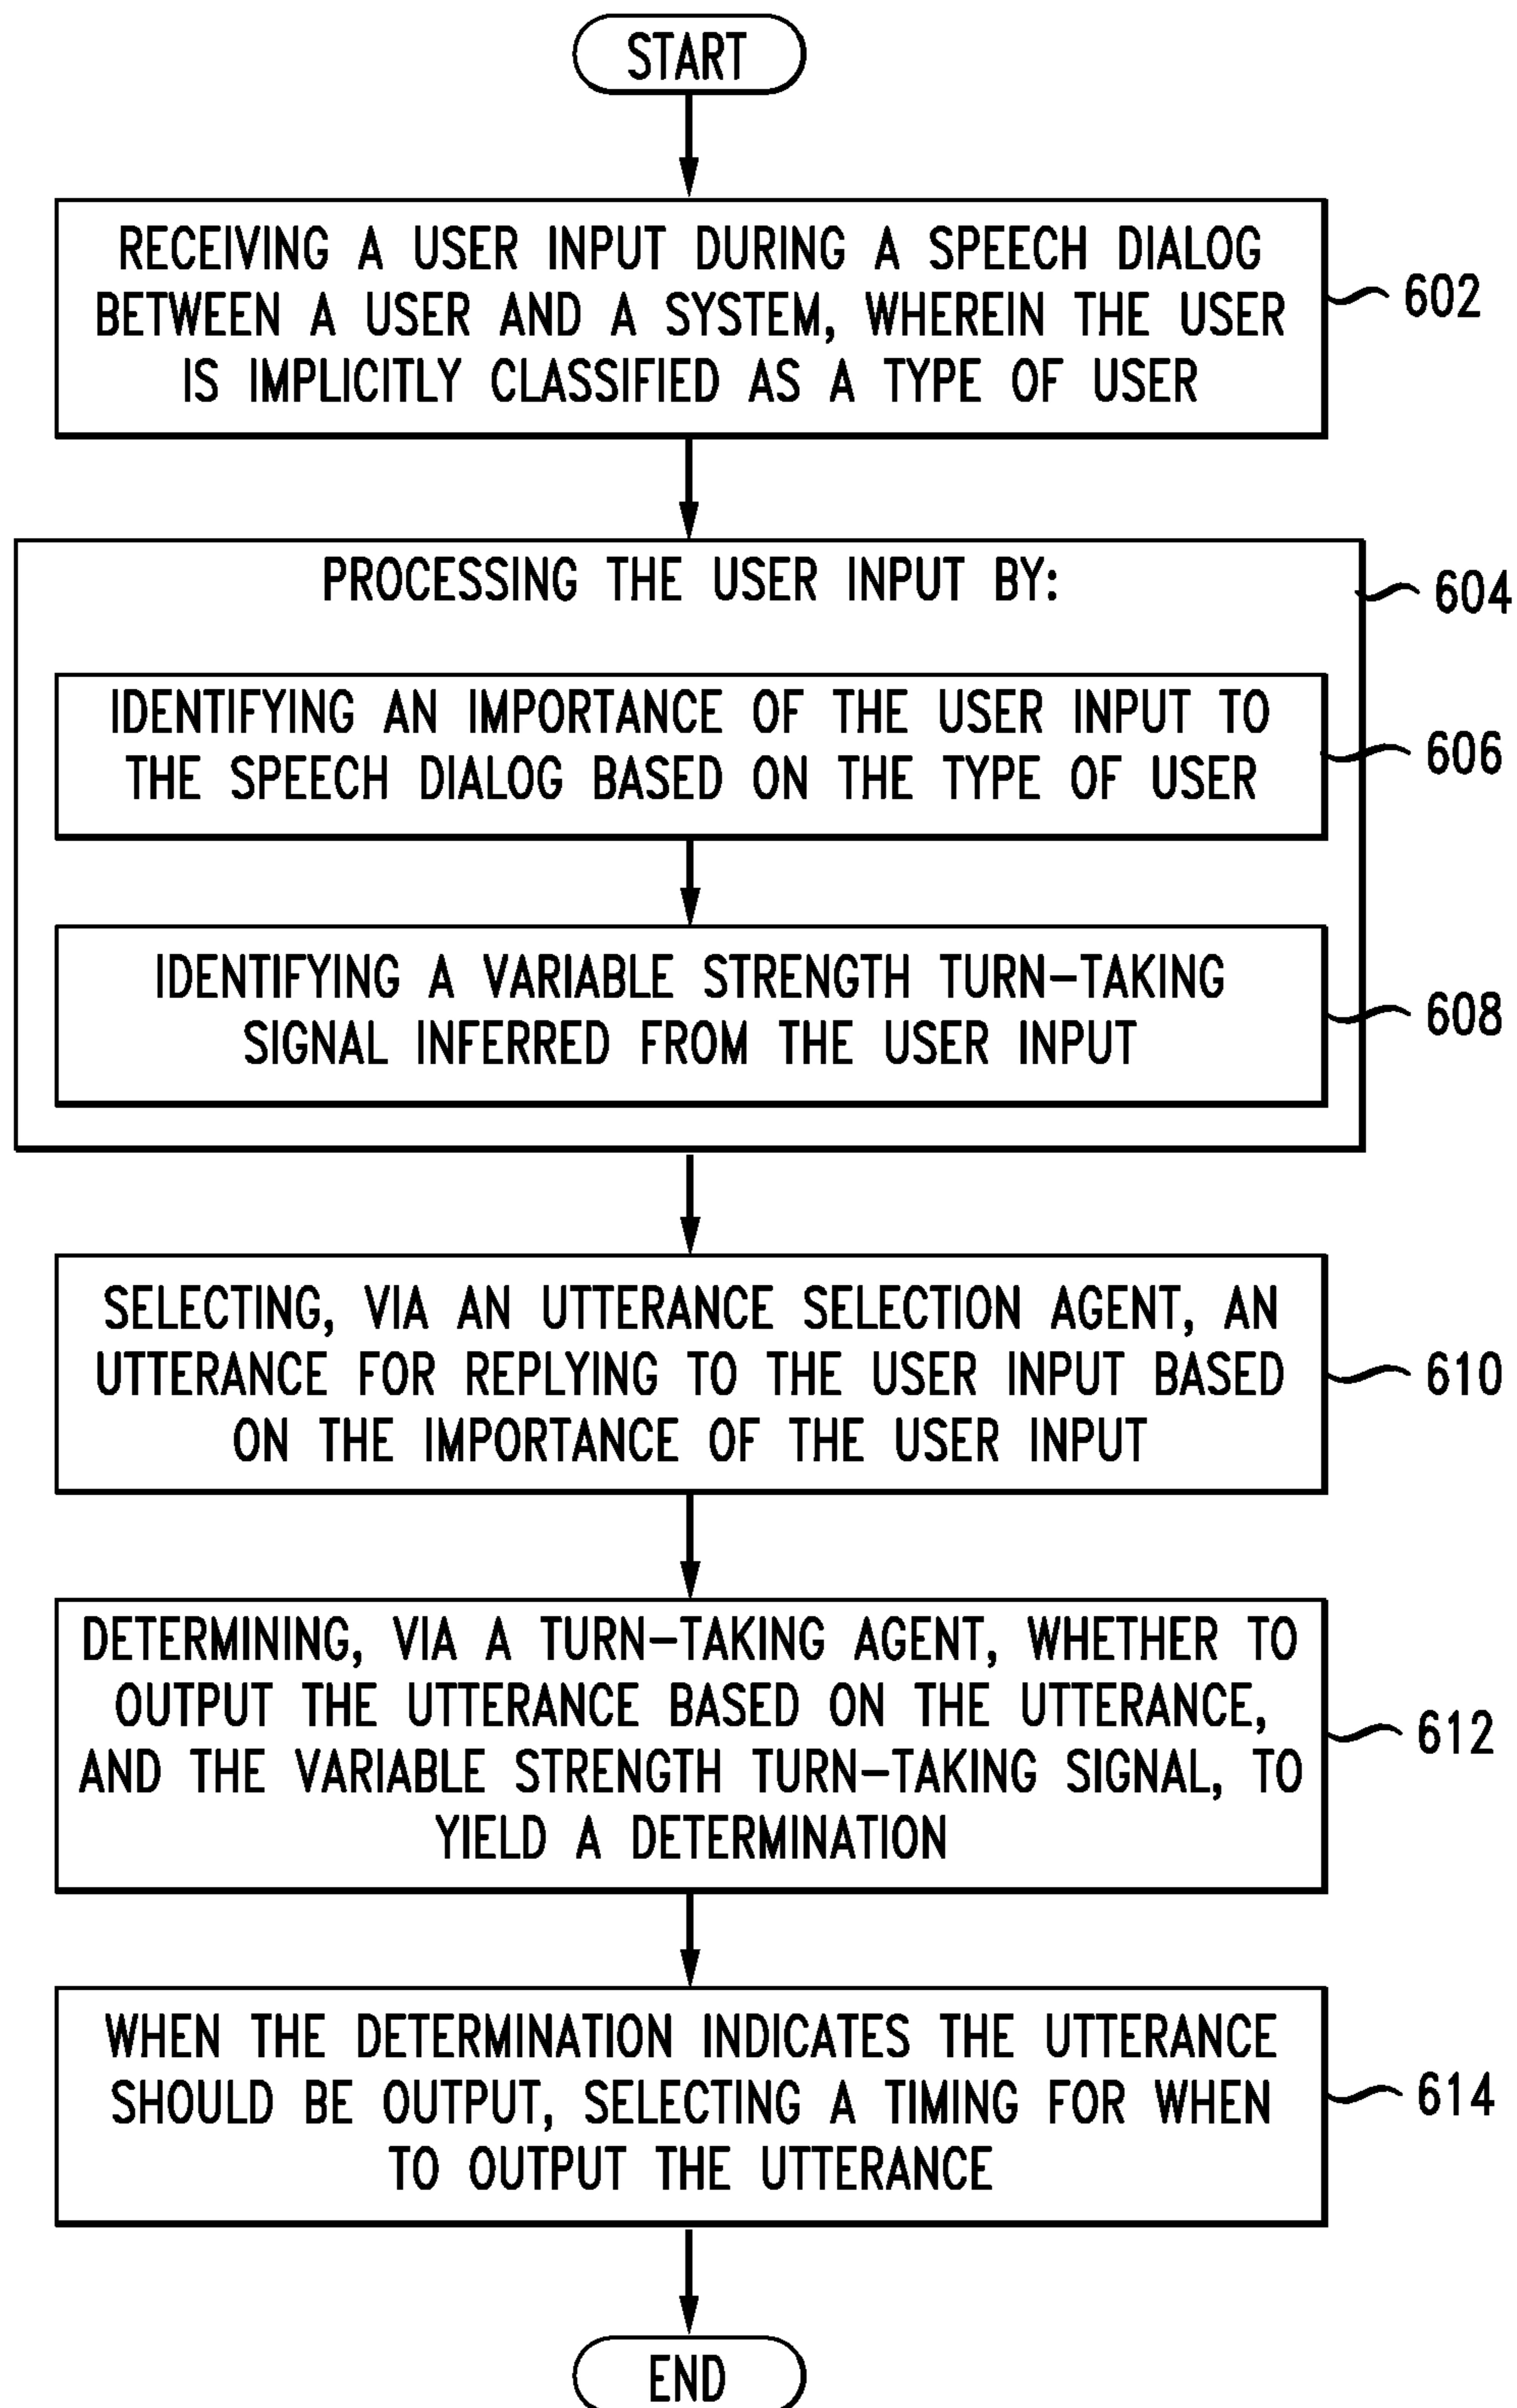 START
RECEIVING A USER INPUT DURING A SPEECH DIALOG
BETWEEN A USER AND A SYSTEM, WHEREIN THE USER
IS IMPLICITLY CLASSIFIED AS A TYPE OF USER
602
PROCESSING THE USER INPUT BY:
604
IDENTIFYING AN IMPORTANCE OF THE USER INPUT TO
THE SPEECH DIALOG BASED ON THE TYPE OF USER
606
IDENTIFYING A VARIABLE STRENGTH TURN-TAKING
SIGNAL INFERRED FROM THE USER INPUT
608
SELECTING, VIA AN UTTERANCE SELECTION AGENT, AN
UTTERANCE FOR REPLYING TO THE USER INPUT BASED
ON THE IMPORTANCE OF THE USER INPUT
610
DETERMINING, VIA A TURN-TAKING AGENT, WHETHER TO
OUTPUT THE UTTERANCE BASED ON THE UTTERANCE,
AND THE VARIABLE STRENGTH TURN-TAKING SIGNAL, TO
YIELD A DETERMINATION
612
WHEN THE DETERMINATION INDICATES THE UTTERANCE
SHOULD BE OUTPUT, SELECTING A TIMING FOR WHEN
TO OUTPUT THE UTTERANCE
614
END